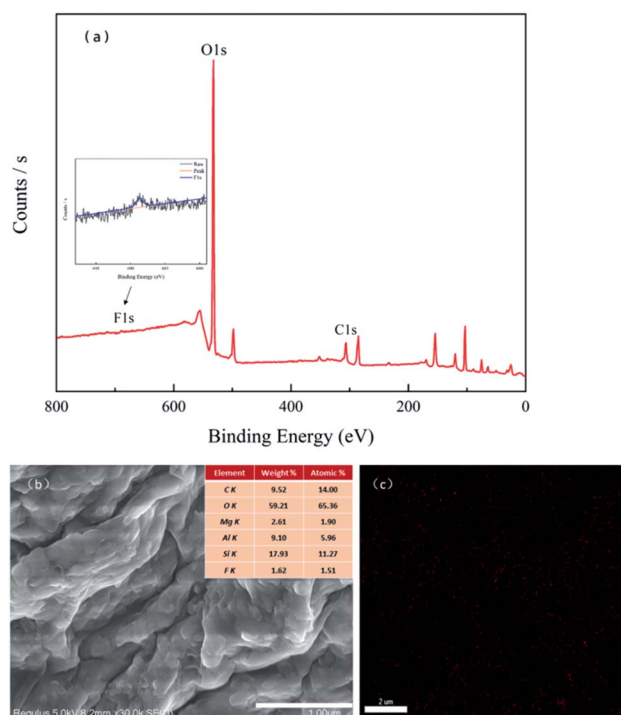 (a)
O1s
Counts / s
Raw
Peak
F1s
Counts / s
Binding Energy (eV)
F1s
C1s
800 600 400 200 0
Binding Energy (eV)
(b)
Element Weight % Atomic %
C K 9.52 14.00
O K 59.21 65.36
Mg K 2.61 1.90
Al K 9.10 5.96
Si K 17.93 11.27
F K 1.62 1.51
Regulus 5.0kV 8.2mm x30.0k SE(
1.00um
(c)
2 um